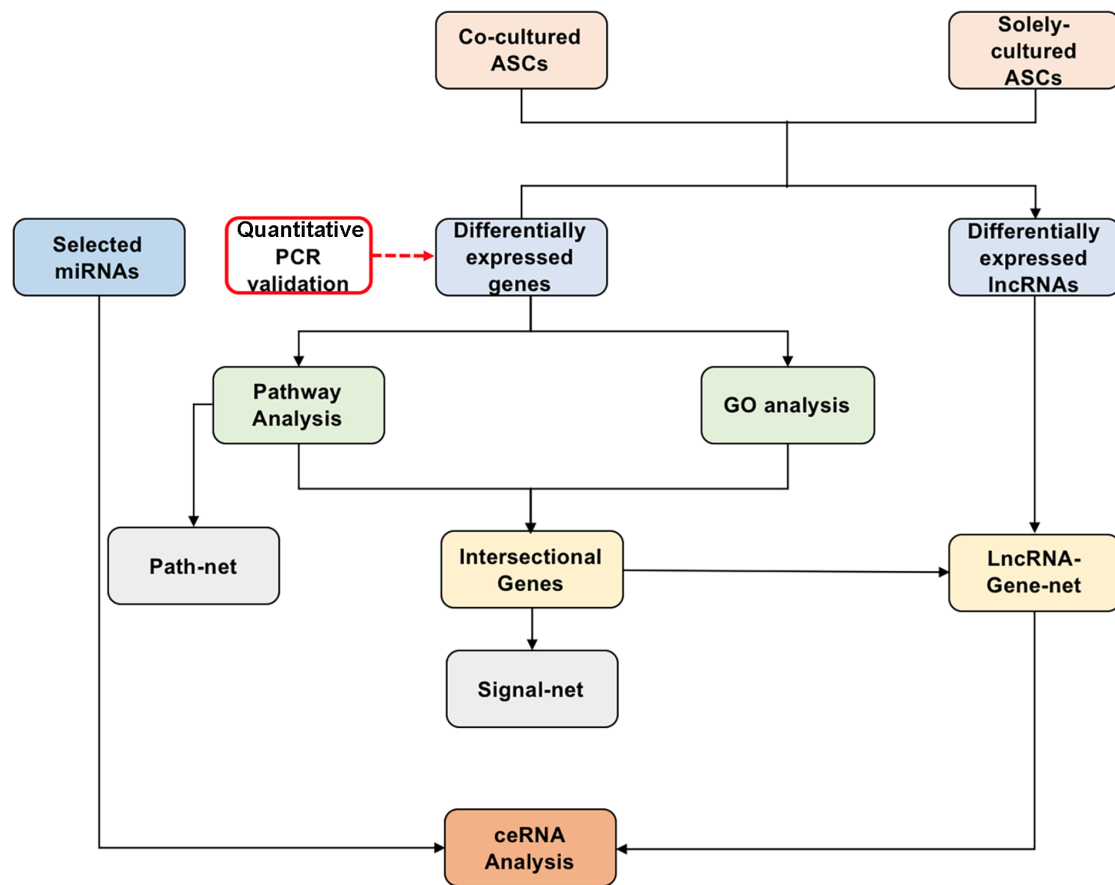 Co-cultured
ASCs
Solely-
cultured
ASCs
Selected
miRNAs
Quantitative
PCR
validation
Differentially
expressed
genes
Differentially
expressed
lncRNAs
Pathway
Analysis
GO analysis
Path-net
Intersectional
Genes
LncRNA-
Gene-net
Signal-net
ceRNA
Analysis